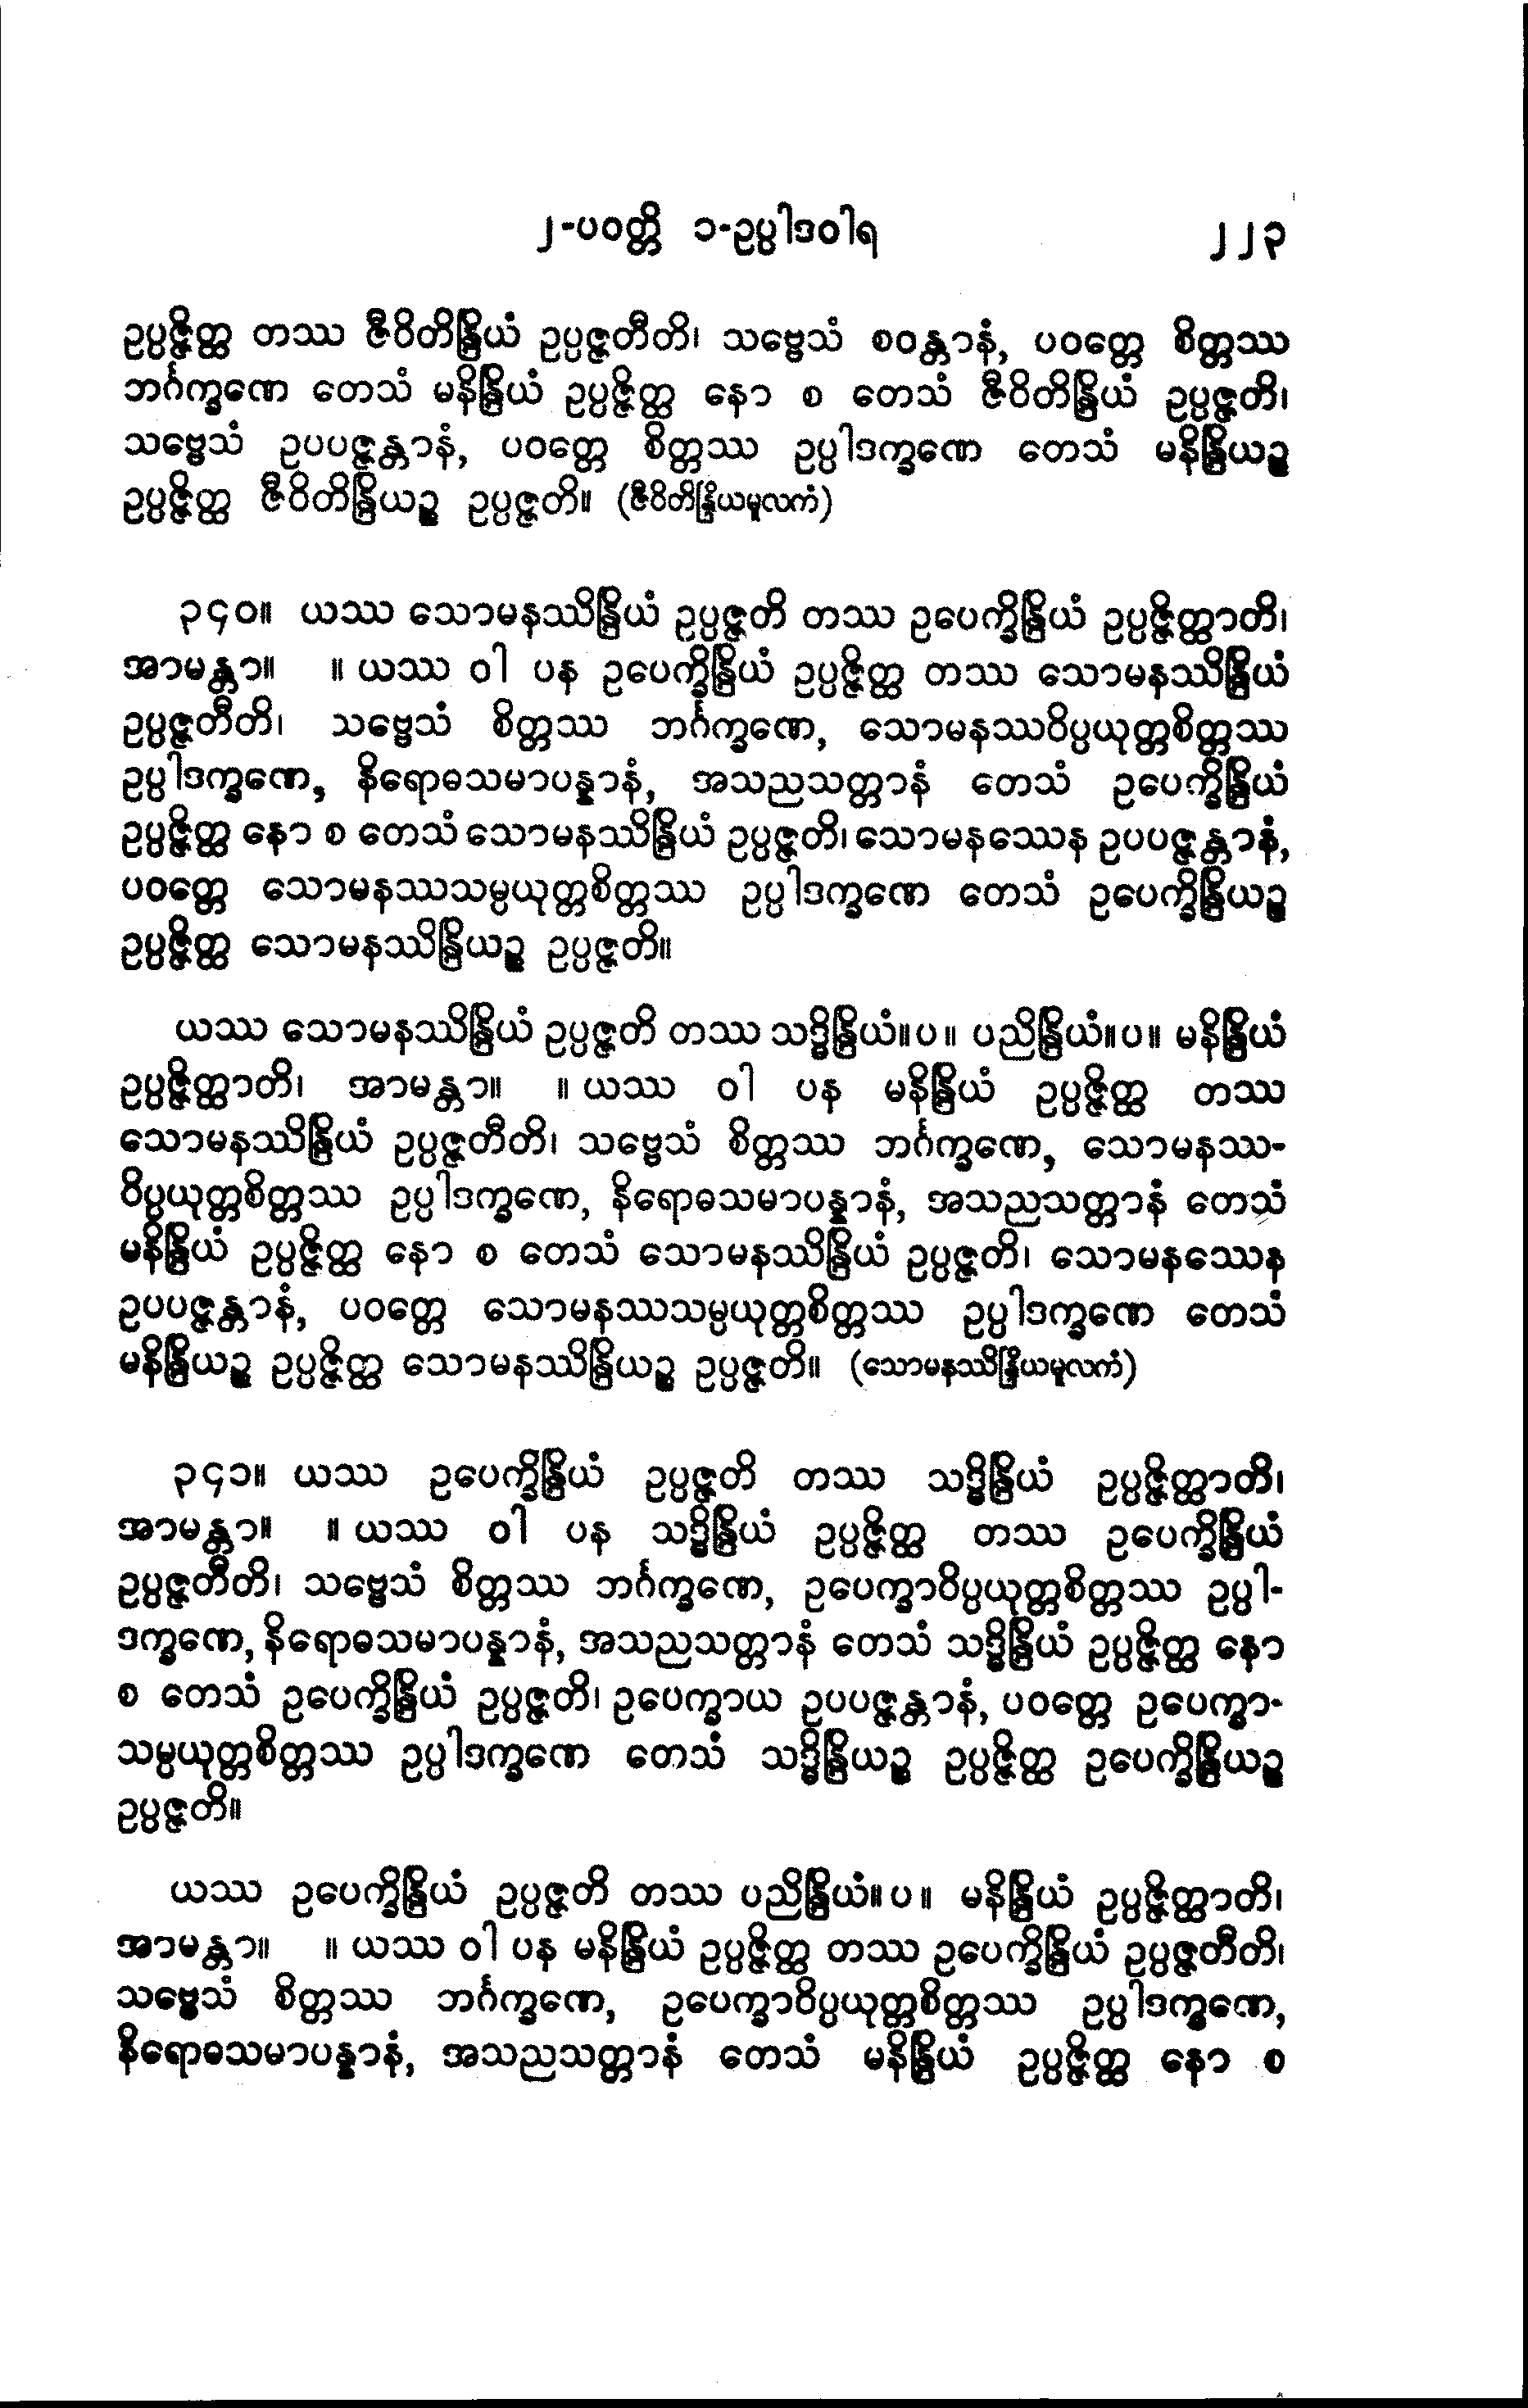 ၂-ပဝတ္တိ ၁-ဥပ္ပါဒဝါရ ၂၂၃
ဥပ္ပဇ္ဇိတ္ထ တဿ ဇီဝိတိန္ဒြိယံ ဥပ္ပဇ္ဇတီတိ၊ သဗ္ဗေသံ စဝန္တာနံ, ပဝတ္တေ စိတ္တဿ
ဘင်္ဂက္ခဏေ တေသံ မနိန္ဒြိယံ ဥပ္ပဇ္ဇိတ္ထ နော စ တေသံ ဇီဝိတိန္ဒြိယံ ဥပ္ပဇ္ဇတိ၊
သဗ္ဗေသံ ဥပပဇ္ဇန္တာနံ, ပဝတ္တေ စိတ္တဿ ဥပ္ပါဒက္ခဏေ တေသံ မနိန္ဒြိယဉ္စ
ဥပ္ပဇ္ဇိတ္ထ ဇီဝိတိန္ဒြိယဉ္စ ဥပ္ပဇ္ဇတိ။ (ဇီဝိတိန္ဒြိယမူလကံ)
၃၄၀။ ယဿ သောမနဿိန္ဒြိယံ ဥပ္ပဇ္ဇတိ တဿ ဥပေက္ခိန္ဒြိယံ ဥပ္ပဇ္ဇိတ္ထာတိ၊
အာမန္တာ။ ။ ယဿ ဝါ ပန ဥပေက္ခိန္ဒြိယံ ဥပ္ပဇ္ဇိတ္ထ တဿ သောမနဿိန္ဒြိယံ
ဥပ္ပဇ္ဇတီတိ၊ သဗ္ဗေသံ စိတ္တဿ ဘင်္ဂက္ခဏေ, သောမနဿဝိပ္ပယုတ္တစိတ္တဿ
ဥပ္ပါဒက္ခဏေ, နိရောဓသမာပန္နာနံ, အသညသတ္တာနံ တေသံ ဥပေက္ခိန္ဒြိယံ
ဥပ္ပဇ္ဇိတ္ထ နော စ တေသံ သောမနဿိန္ဒြိယံ ဥပ္ပဇ္ဇတိ၊ သောမနဿေန ဥပပဇ္ဇန္တာနံ,
ပဝတ္တေ သောမနဿသမ္ပယုတ္တစိတ္တဿ ဥပ္ပါဒက္ခဏေ တေသံ ဥပေက္ခိန္ဒြိယဉ္စ
ဥပ္ပဇ္ဇိတ္ထ သောမနဿိန္ဒြိယဉ္စ ဥပ္ပဇ္ဇတိ။
ယဿ သောမနဿိန္ဒြိယံ ဥပ္ပဇ္ဇတိ တဿ သဒ္ဓိန္ဒြိယံ။ပ။ ပညိန္ဒြိယံ။ပ။ မနိန္ဒြိယံ
ဥပ္ပဇ္ဇိတ္ထာတိ၊ အာမန္တာ။ ။ ယဿ ဝါ ပန မနိန္ဒြိယံ ဥပ္ပဇ္ဇိတ္ထ တဿ
သောမနဿိန္ဒြိယံ ဥပ္ပဇ္ဇတီတိ၊ သဗ္ဗေသံ စိတ္တဿ ဘင်္ဂက္ခဏေ, သောမနဿ-
ဝိပ္ပယုတ္တစိတ္တဿ ဥပ္ပါဒက္ခဏေ, နိရောဓသမာပန္နာနံ, အသညသတ္တာနံ တေသံ
မနိန္ဒြိယံ ဥပ္ပဇ္ဇိတ္ထ နော စ တေသံ သောမနဿိန္ဒြိယံ ဥပ္ပဇ္ဇတိ၊ သောမနဿေန
ဥပပဇ္ဇန္တာနံ, ပဝတ္တေ သောမနဿသမ္ပယုတ္တစိတ္တဿ ဥပ္ပါဒက္ခဏေ တေသံ
မနိန္ဒြိယဉ္စ ဥပ္ပဇ္ဇိတ္ထ သောမနဿိန္ဒြိယဉ္စ ဥပ္ပဇ္ဇတိ။ (သောမနဿိန္ဒြိယမူလကံ)
၃၄၁။ ယဿ ဥပေက္ခိန္ဒြိယံ ဥပ္ပဇ္ဇတိ တဿ သဒ္ဓိန္ဒြိယံ ဥပ္ပဇ္ဇိတ္ထာတိ၊
အာမန္တာ။ ။ ယဿ ဝါ ပန သဒ္ဓိန္ဒြိယံ ဥပ္ပဇ္ဇိတ္ထ တဿ ဥပေက္ခိန္ဒြိယံ
ဥပ္ပဇ္ဇတီတိ၊ သဗ္ဗေသံ စိတ္တဿ ဘင်္ဂက္ခဏေ, ဥပေက္ခာဝိပ္ပယုတ္တစိတ္တဿ ဥပ္ပါ-
ဒက္ခဏေ, နိရောဓသမာပန္နာနံ, အသညသတ္တာနံ တေသံ သဒ္ဓိန္ဒြိယံ ဥပ္ပဇ္ဇိတ္ထ နော
စ တေသံ ဥပေက္ခိန္ဒြိယံ ဥပ္ပဇ္ဇတိ၊ ဥပေက္ခာယ ဥပပဇ္ဇန္တာနံ, ပဝတ္တေ ဥပေက္ခာ-
သမ္ပယုတ္တစိတ္တဿ ဥပ္ပါဒက္ခဏေ တေသံ သဒ္ဓိန္ဒြိယဉ္စ ဥပ္ပဇ္ဇိတ္ထ ဥပေက္ခိန္ဒြိယဉ္စ
ဥပ္ပဇ္ဇတိ။
ယဿ ဥပေက္ခိန္ဒြိယံ ဥပ္ပဇ္ဇတိ တဿ ပညိန္ဒြိယံ။ပ။ မနိန္ဒြိယံ ဥပ္ပဇ္ဇိတ္ထာတိ၊
အာမန္တာ။ ။ ယဿ ဝါ ပန မနိန္ဒြိယံ ဥပ္ပဇ္ဇိတ္ထ တဿ ဥပေက္ခိန္ဒြိယံ ဥပ္ပဇ္ဇတီတိ၊
သဗ္ဗေသံ စိတ္တဿ ဘင်္ဂက္ခဏေ, ဥပေက္ခာဝိပ္ပယုတ္တစိတ္တဿ ဥပ္ပါဒက္ခဏေ,
နိရောဓသမာပန္နာနံ, အသညသတ္တာနံ တေသံ မနိန္ဒြိယံ ဥပ္ပဇ္ဇိတ္ထ နော စ